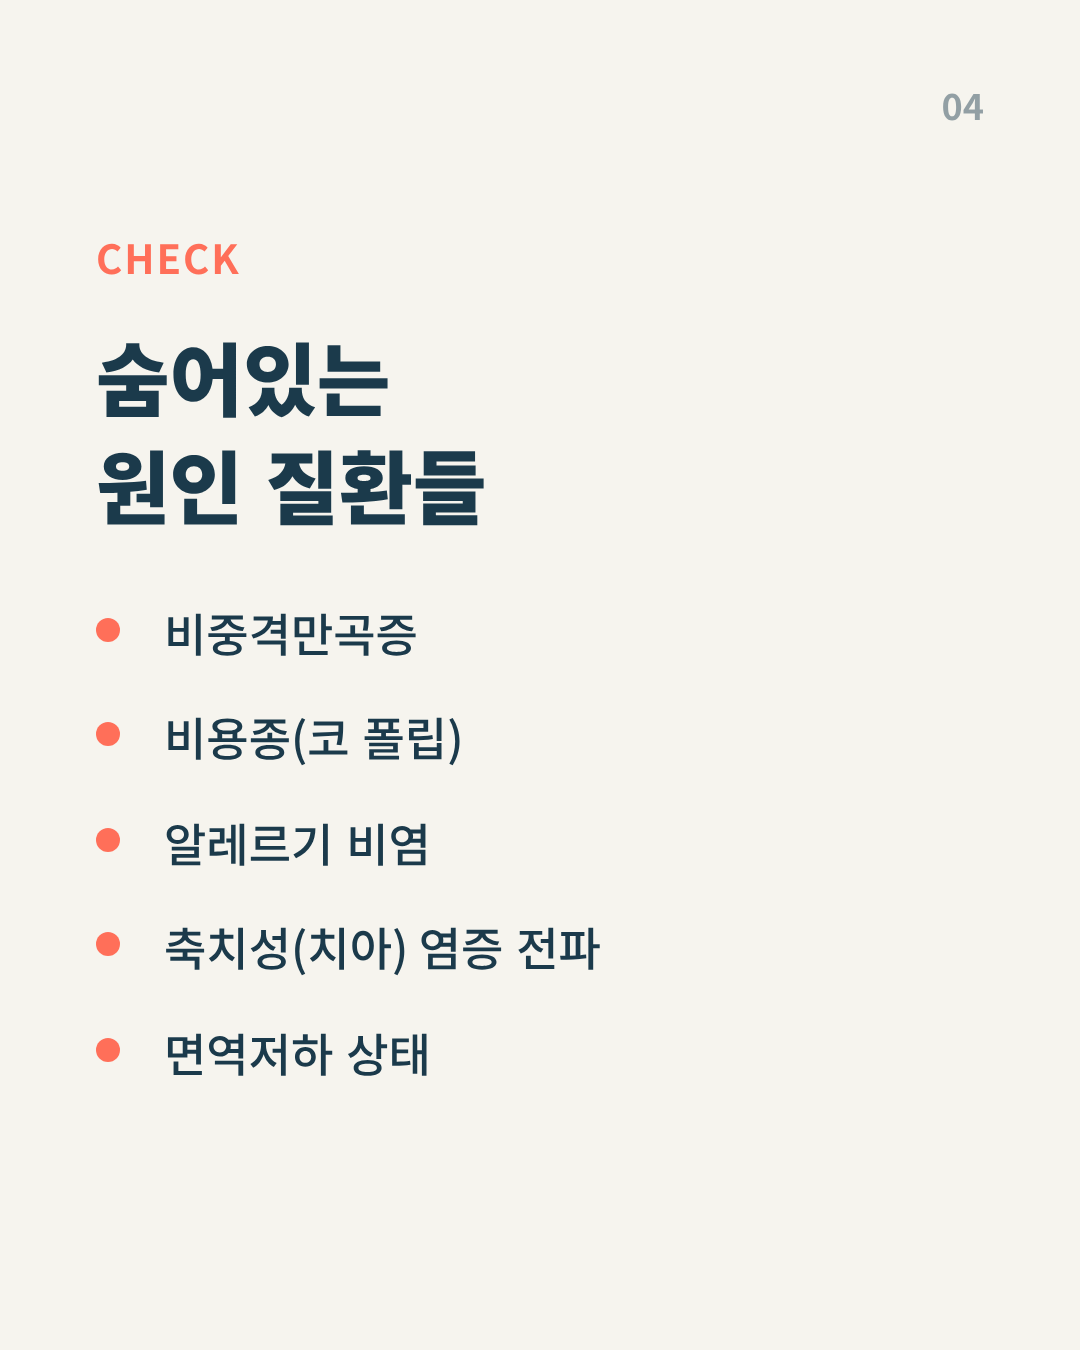 04
CHECK
숨어있는
원인 질환들
비중격만곡증
비용종(코 폴립)
알레르기 비염
축치성(치아) 염증 전파
면역저하 상태